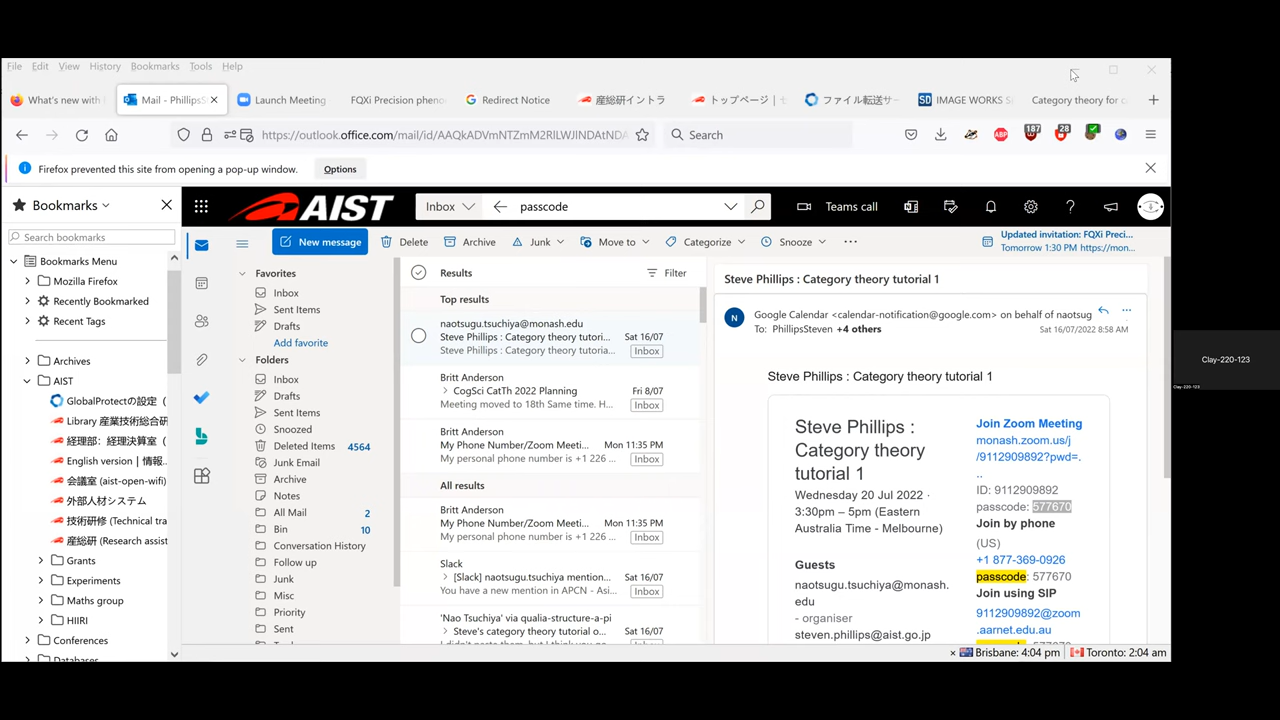 File Edit View History Bookmarks Tools Help
What's new with
Mail - PhillipsS
Launch Meeting
FQXi Precision pheno
Redirect Notice
産総研イントラ
トップページ |
ファイル転送サー
IMAGE WORKS S
Category theory for c
https://outlook.office.com/mail/id/AAQkADVmNTZmM2RlLWJlNDAtNDA
Search
187
28
Firefox prevented this site from opening a pop-up window.
Options
Bookmarks
Search bookmarks
Bookmarks Menu
Mozilla Firefox
Recently Bookmarked
Recent Tags
Archives
AIST
GlobalProtectの設定 (
Library 産業技術総合研
経理部：経理決算室 (
English version | 情報...
会議室 (aist-open-wifi)
外部人材システム
技術研修 (Technical tra
産総研 (Research assist
Grants
Experiments
Maths group
HIIRI
Conferences
Databases
AIST
Inbox
passcode
Teams call
New message
Delete
Archive
Junk
Move to
Categorize
Snooze
Updated invitation: FQXi Preci...
Tomorrow 1:30 PM https://mon...
Favorites
Inbox
Sent Items
Drafts
Add favorite
Folders
Inbox
Drafts
Sent Items
Snoozed
Deleted Items 4564
Junk Email
Archive
Notes
All Mail 2
Bin 10
Conversation History
Follow up
Junk
Misc
Priority
Sent
Results
Filter
Top results
naotsugu.tsuchiya@monash.edu
Steve Phillips : Category theory tutori... Sat 16/07
Steve Phillips : Category theory tutoria... Inbox
Britt Anderson
CogSci CatTh 2022 Planning Fri 8/07
Meeting moved to 18th Same time. H... Inbox
Britt Anderson
My Phone Number/Zoom Meeti... Mon 11:35 PM
My personal phone number is +1 226 ... Inbox
All results
Britt Anderson
My Phone Number/Zoom Meeti... Mon 11:35 PM
My personal phone number is +1 226 ... Inbox
Slack
[Slack] naotsugu.tsuchiya mention... Sat 16/07
You have a new mention in APCN - Asi... Inbox
'Nao Tsuchiya' via qualia-structure-a-pi
Steve's category theory tutorial o... Sat 16/07
Inbox
Steve Phillips : Category theory tutorial 1
N
Google Calendar <calendar-notification@google.com> on behalf of naotsug
To: PhillipsSteven +4 others
Sat 16/07/2022 8:58 AM
Steve Phillips : Category theory tutorial 1
Steve Phillips :
Category theory
tutorial 1
Wednesday 20 Jul 2022 ·
3:30pm – 5pm (Eastern
Australia Time - Melbourne)
Guests
naotsugu.tsuchiya@monash.
edu
- organiser
steven.phillips@aist.go.jp
Join Zoom Meeting
monash.zoom.us/j
/9112909892?pwd=.
..
ID: 9112909892
passcode: 577670
Join by phone
(US)
+1 877-369-0926
passcode: 577670
Join using SIP
9112909892@zoom
.aarnet.edu.au
Brisbane: 4:04 pm
Toronto: 2:04 am
Clay-220-123
Clay-220-123